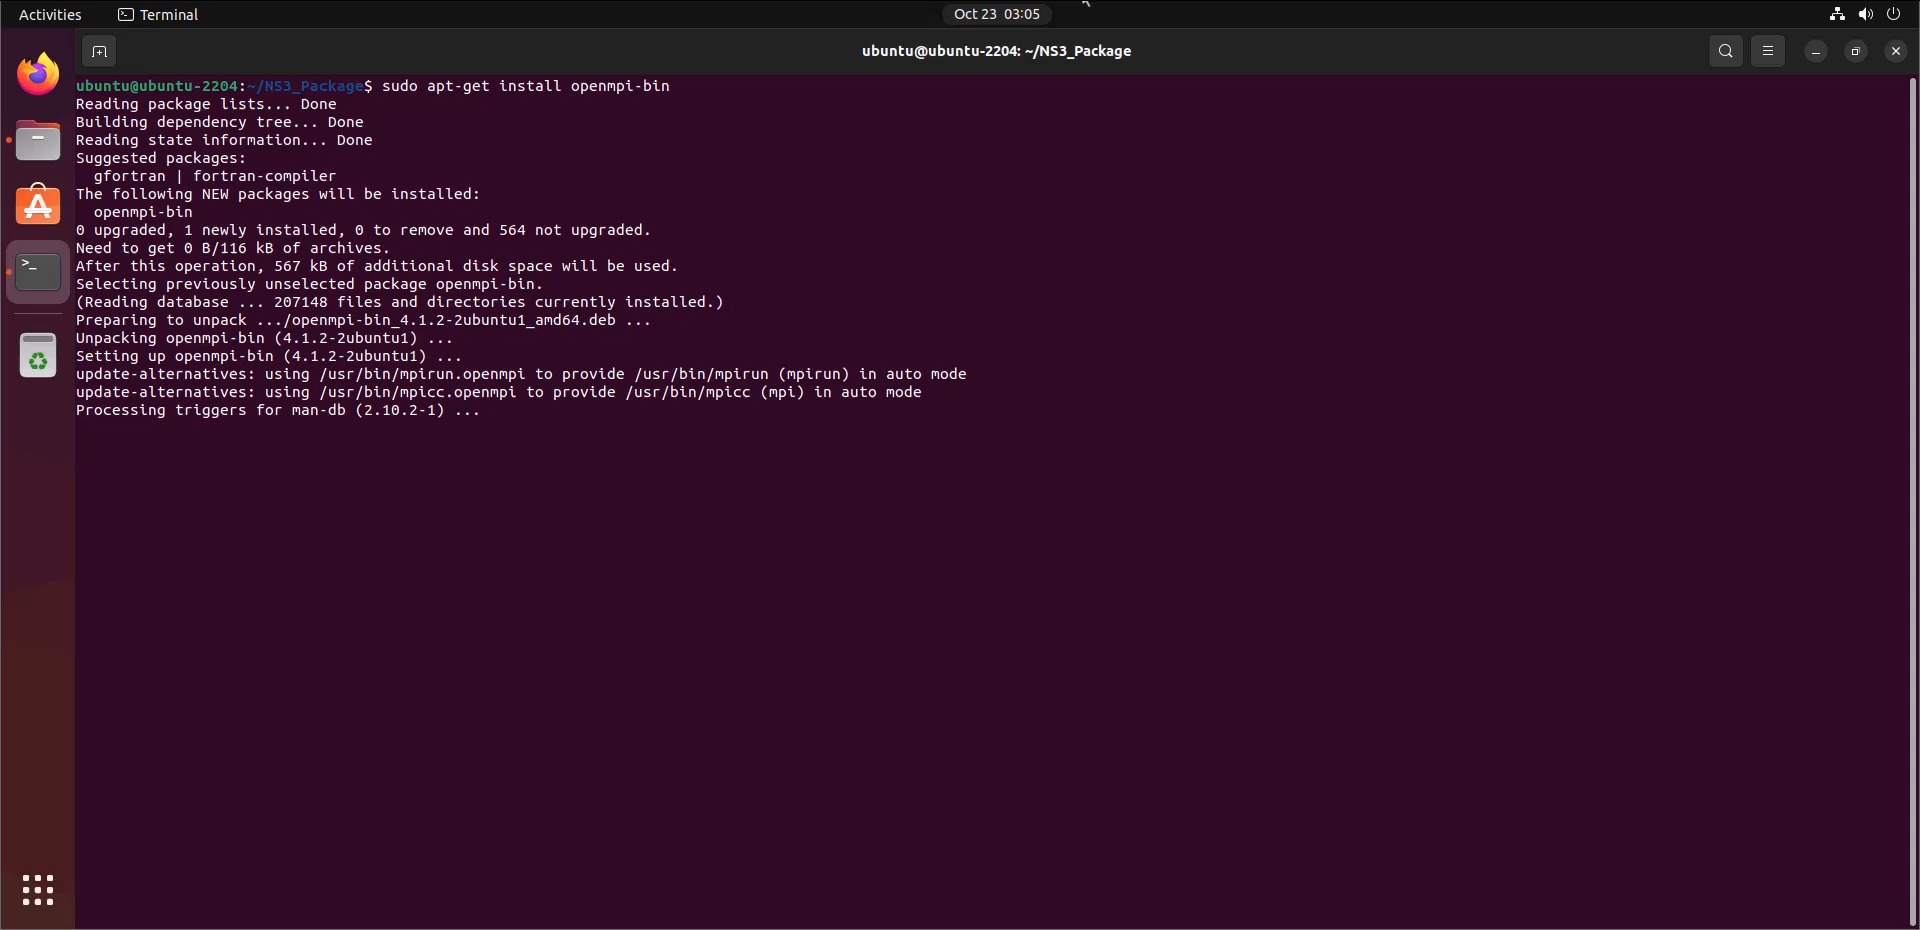 Activities
Terminal
Oct 23 03:05
ubuntu@ubuntu-2204: ~/NS3_Package
ubuntu@ubuntu-2204:~/NS3_Package$ sudo apt-get install openmpi-bin
Reading package lists... Done
Building dependency tree... Done
Reading state information... Done
Suggested packages:
  gfortran | fortran-compiler
The following NEW packages will be installed:
  openmpi-bin
0 upgraded, 1 newly installed, 0 to remove and 564 not upgraded.
Need to get 0 B/116 kB of archives.
After this operation, 567 kB of additional disk space will be used.
Selecting previously unselected package openmpi-bin.
(Reading database ... 207148 files and directories currently installed.)
Preparing to unpack .../openmpi-bin_4.1.2-2ubuntu1_amd64.deb ...
Unpacking openmpi-bin (4.1.2-2ubuntu1) ...
Setting up openmpi-bin (4.1.2-2ubuntu1) ...
update-alternatives: using /usr/bin/mpirun.openmpi to provide /usr/bin/mpirun (mpirun) in auto mode
update-alternatives: using /usr/bin/mpicc.openmpi to provide /usr/bin/mpicc (mpi) in auto mode
Processing triggers for man-db (2.10.2-1) ...